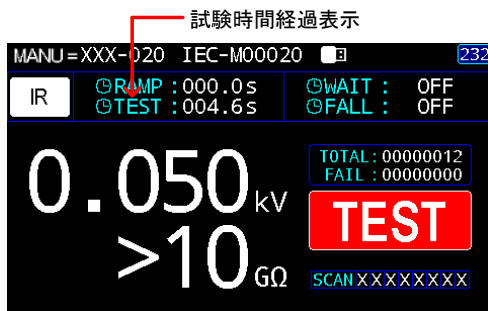 試験時間経過表示
MANU=XXX-020 IEC-M00020 232
IR
RAMP :000.0s WAIT : OFF
TEST :004.6s FALL : OFF
TOTAL:00000012
FAIL :00000000
0.050kV
TEST
>10GΩ
SCAN XXXXXXXX